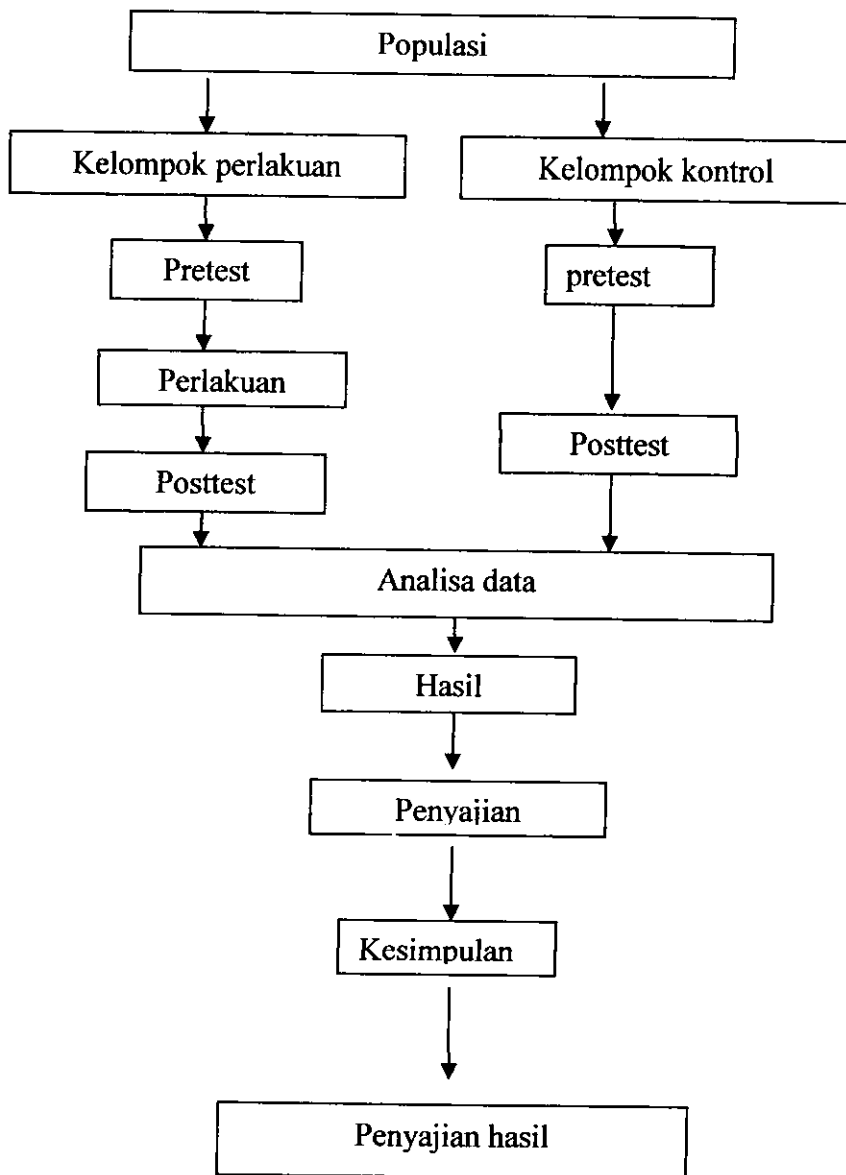 Populasi
Kelompok perlakuan
Kelompok kontrol
Pretest
pretest
Perlakuan
Posttest
Posttest
Analisa data
Hasil
Penyajian
Kesimpulan
Penyajian hasil